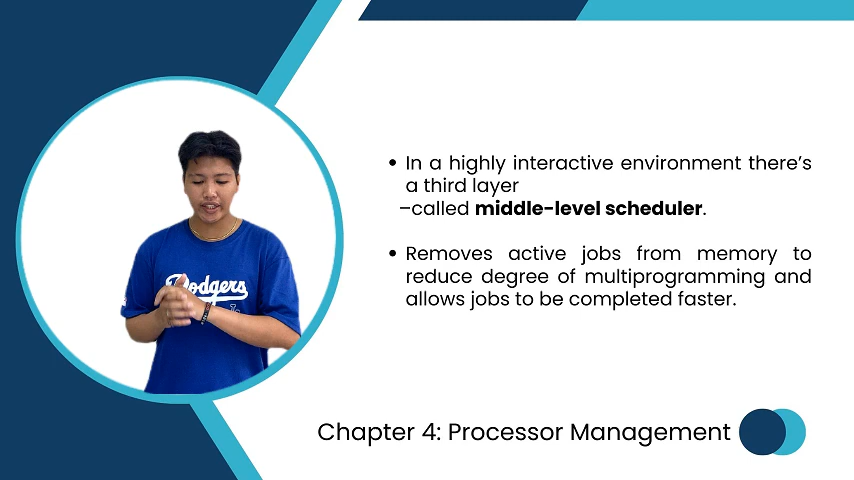 Dodgers
• In a highly interactive environment there’s
a third layer
–called middle-level scheduler.
• Removes active jobs from memory to
reduce degree of multiprogramming and
allows jobs to be completed faster.
Chapter 4: Processor Management